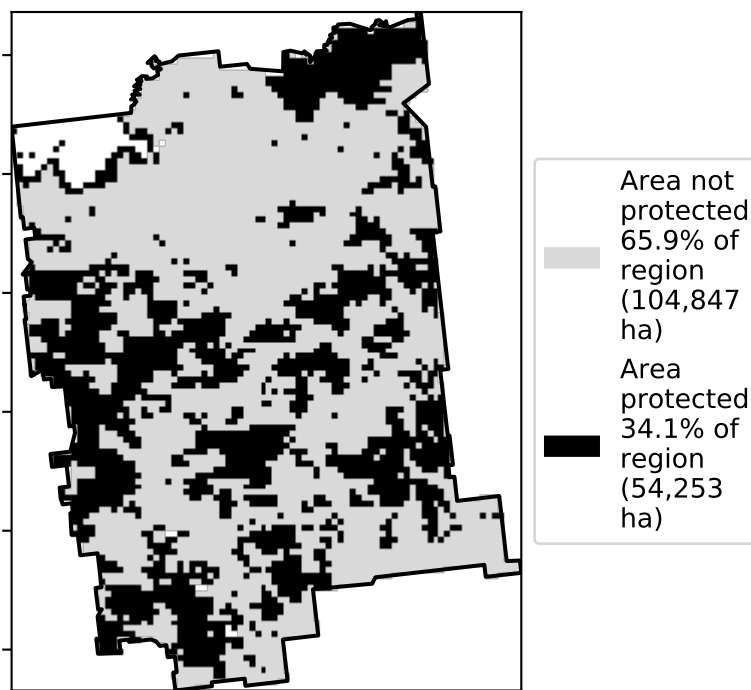 Area not
protected
65.9% of
region
(104,847
ha)
Area
protected
34.1% of
region
(54,253
ha)